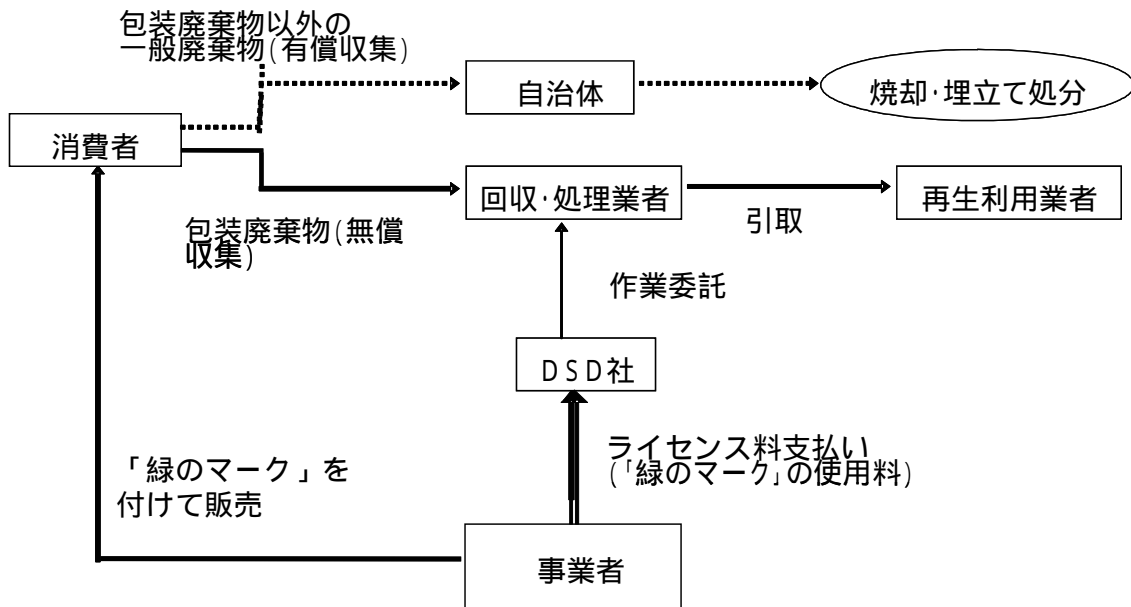 包装廃棄物以外の
一般廃棄物(有償収集)
自治体
焼却·埋立て処分
消費者
回収·処理業者
再生利用業者
引取
包装廃棄物(無償
収集)
作業委託
DSD社
ライセンス料支払い
(「緑のマーク」の使用料)
「緑のマーク」を
付けて販売
事業者